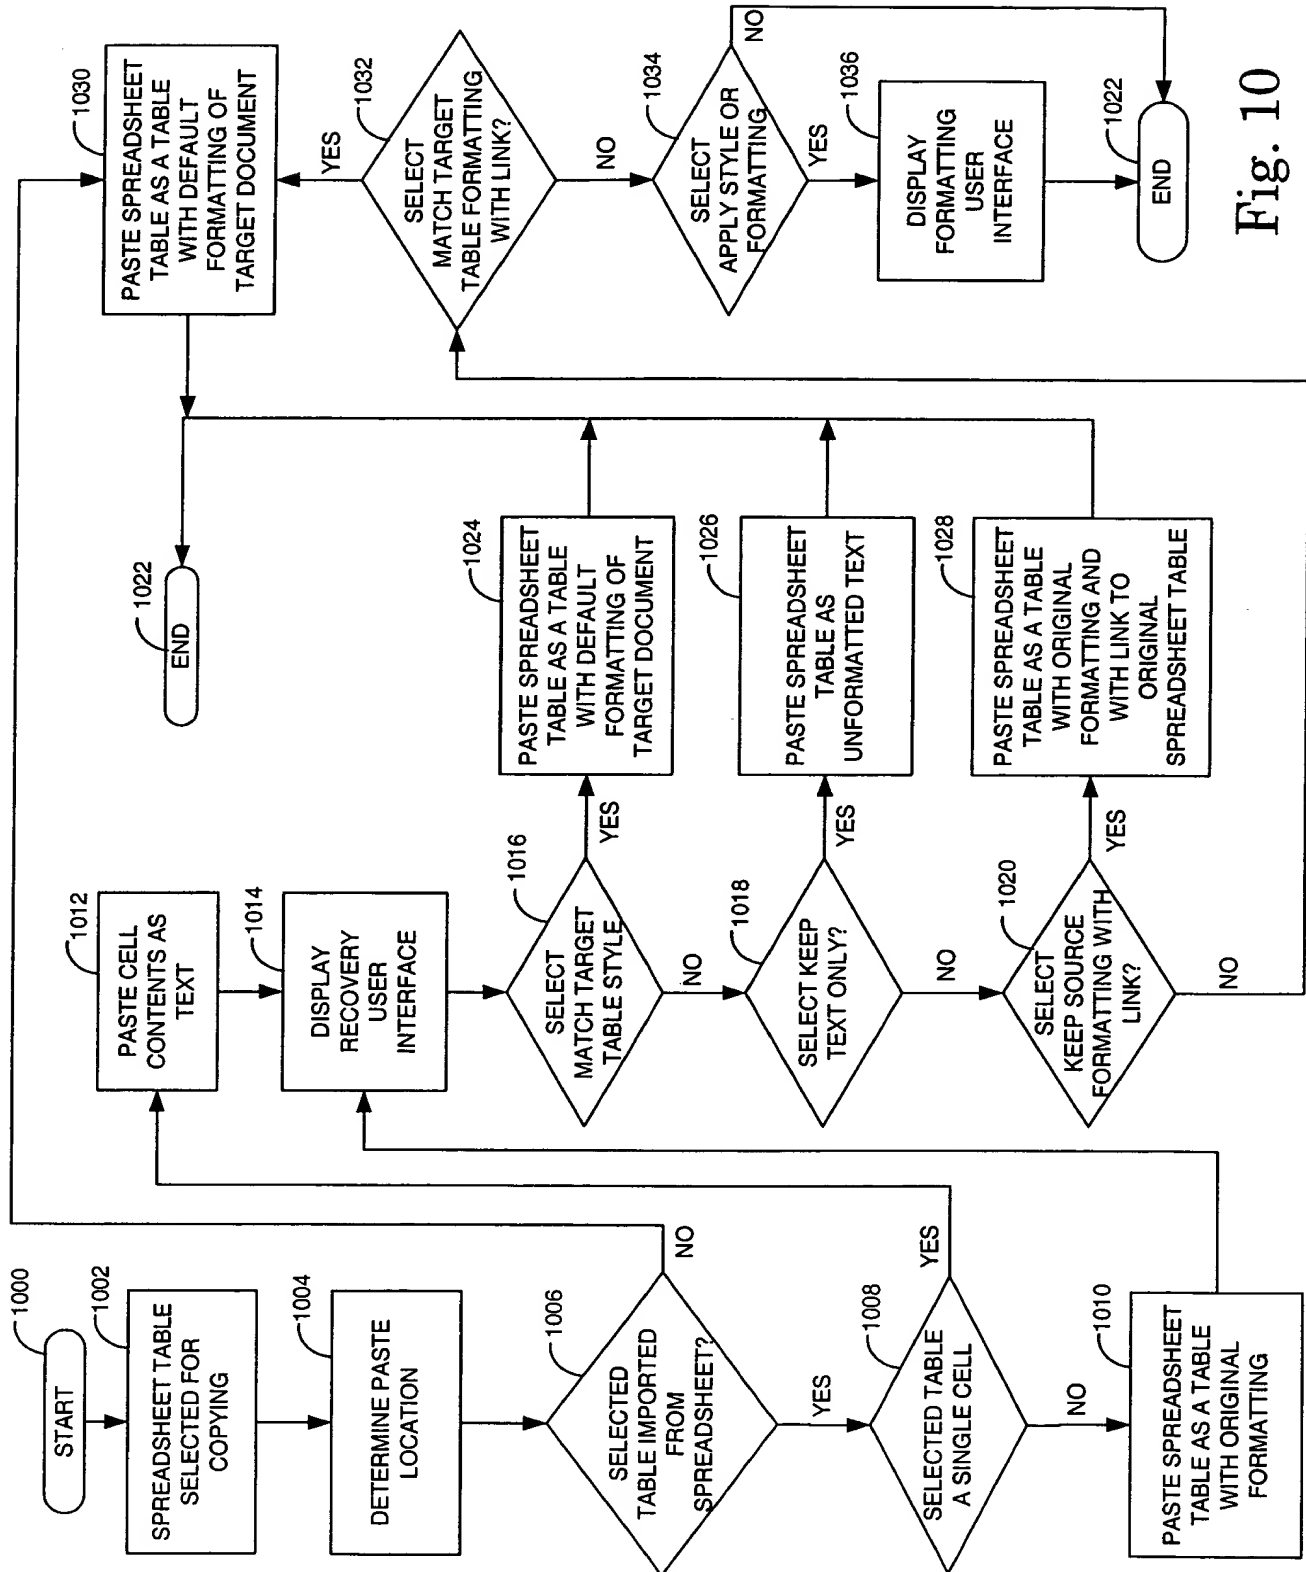 1000
START
1002
SPREADSHEET TABLE
SELECTED FOR
COPYING
1004
DETERMINE PASTE
LOCATION
1006
SELECTED
TABLE IMPORTED
FROM
SPREADSHEET?
NO
YES
1008
SELECTED TABLE
A SINGLE CELL
YES
NO
1010
PASTE SPREADSHEET
TABLE AS A TABLE
WITH ORIGINAL
FORMATTING
1012
PASTE CELL
CONTENTS AS
TEXT
1014
DISPLAY
RECOVERY
USER
INTERFACE
1016
SELECT
MATCH TARGET
TABLE STYLE
YES
NO
1018
SELECT KEEP
TEXT ONLY?
YES
NO
1020
SELECT
KEEP SOURCE
FORMATTING WITH
LINK?
YES
NO
1022
END
1024
PASTE SPREADSHEET
TABLE AS A TABLE
WITH DEFAULT
FORMATTING OF
TARGET DOCUMENT
1026
PASTE SPREADSHEET
TABLE AS
UNFORMATTED TEXT
1028
PASTE SPREADSHEET
TABLE AS A TABLE
WITH ORIGINAL
FORMATTING AND
WITH LINK TO
ORIGINAL
SPREADSHEET TABLE
1030
PASTE SPREADSHEET
TABLE AS A TABLE
WITH DEFAULT
FORMATTING OF
TARGET DOCUMENT
YES
1032
SELECT
MATCH TARGET
TABLE FORMATTING
WITH LINK?
NO
1034
SELECT
APPLY STYLE OR
FORMATTING
NO
YES
1036
DISPLAY
FORMATTING
USER
INTERFACE
1022
END
Fig. 10